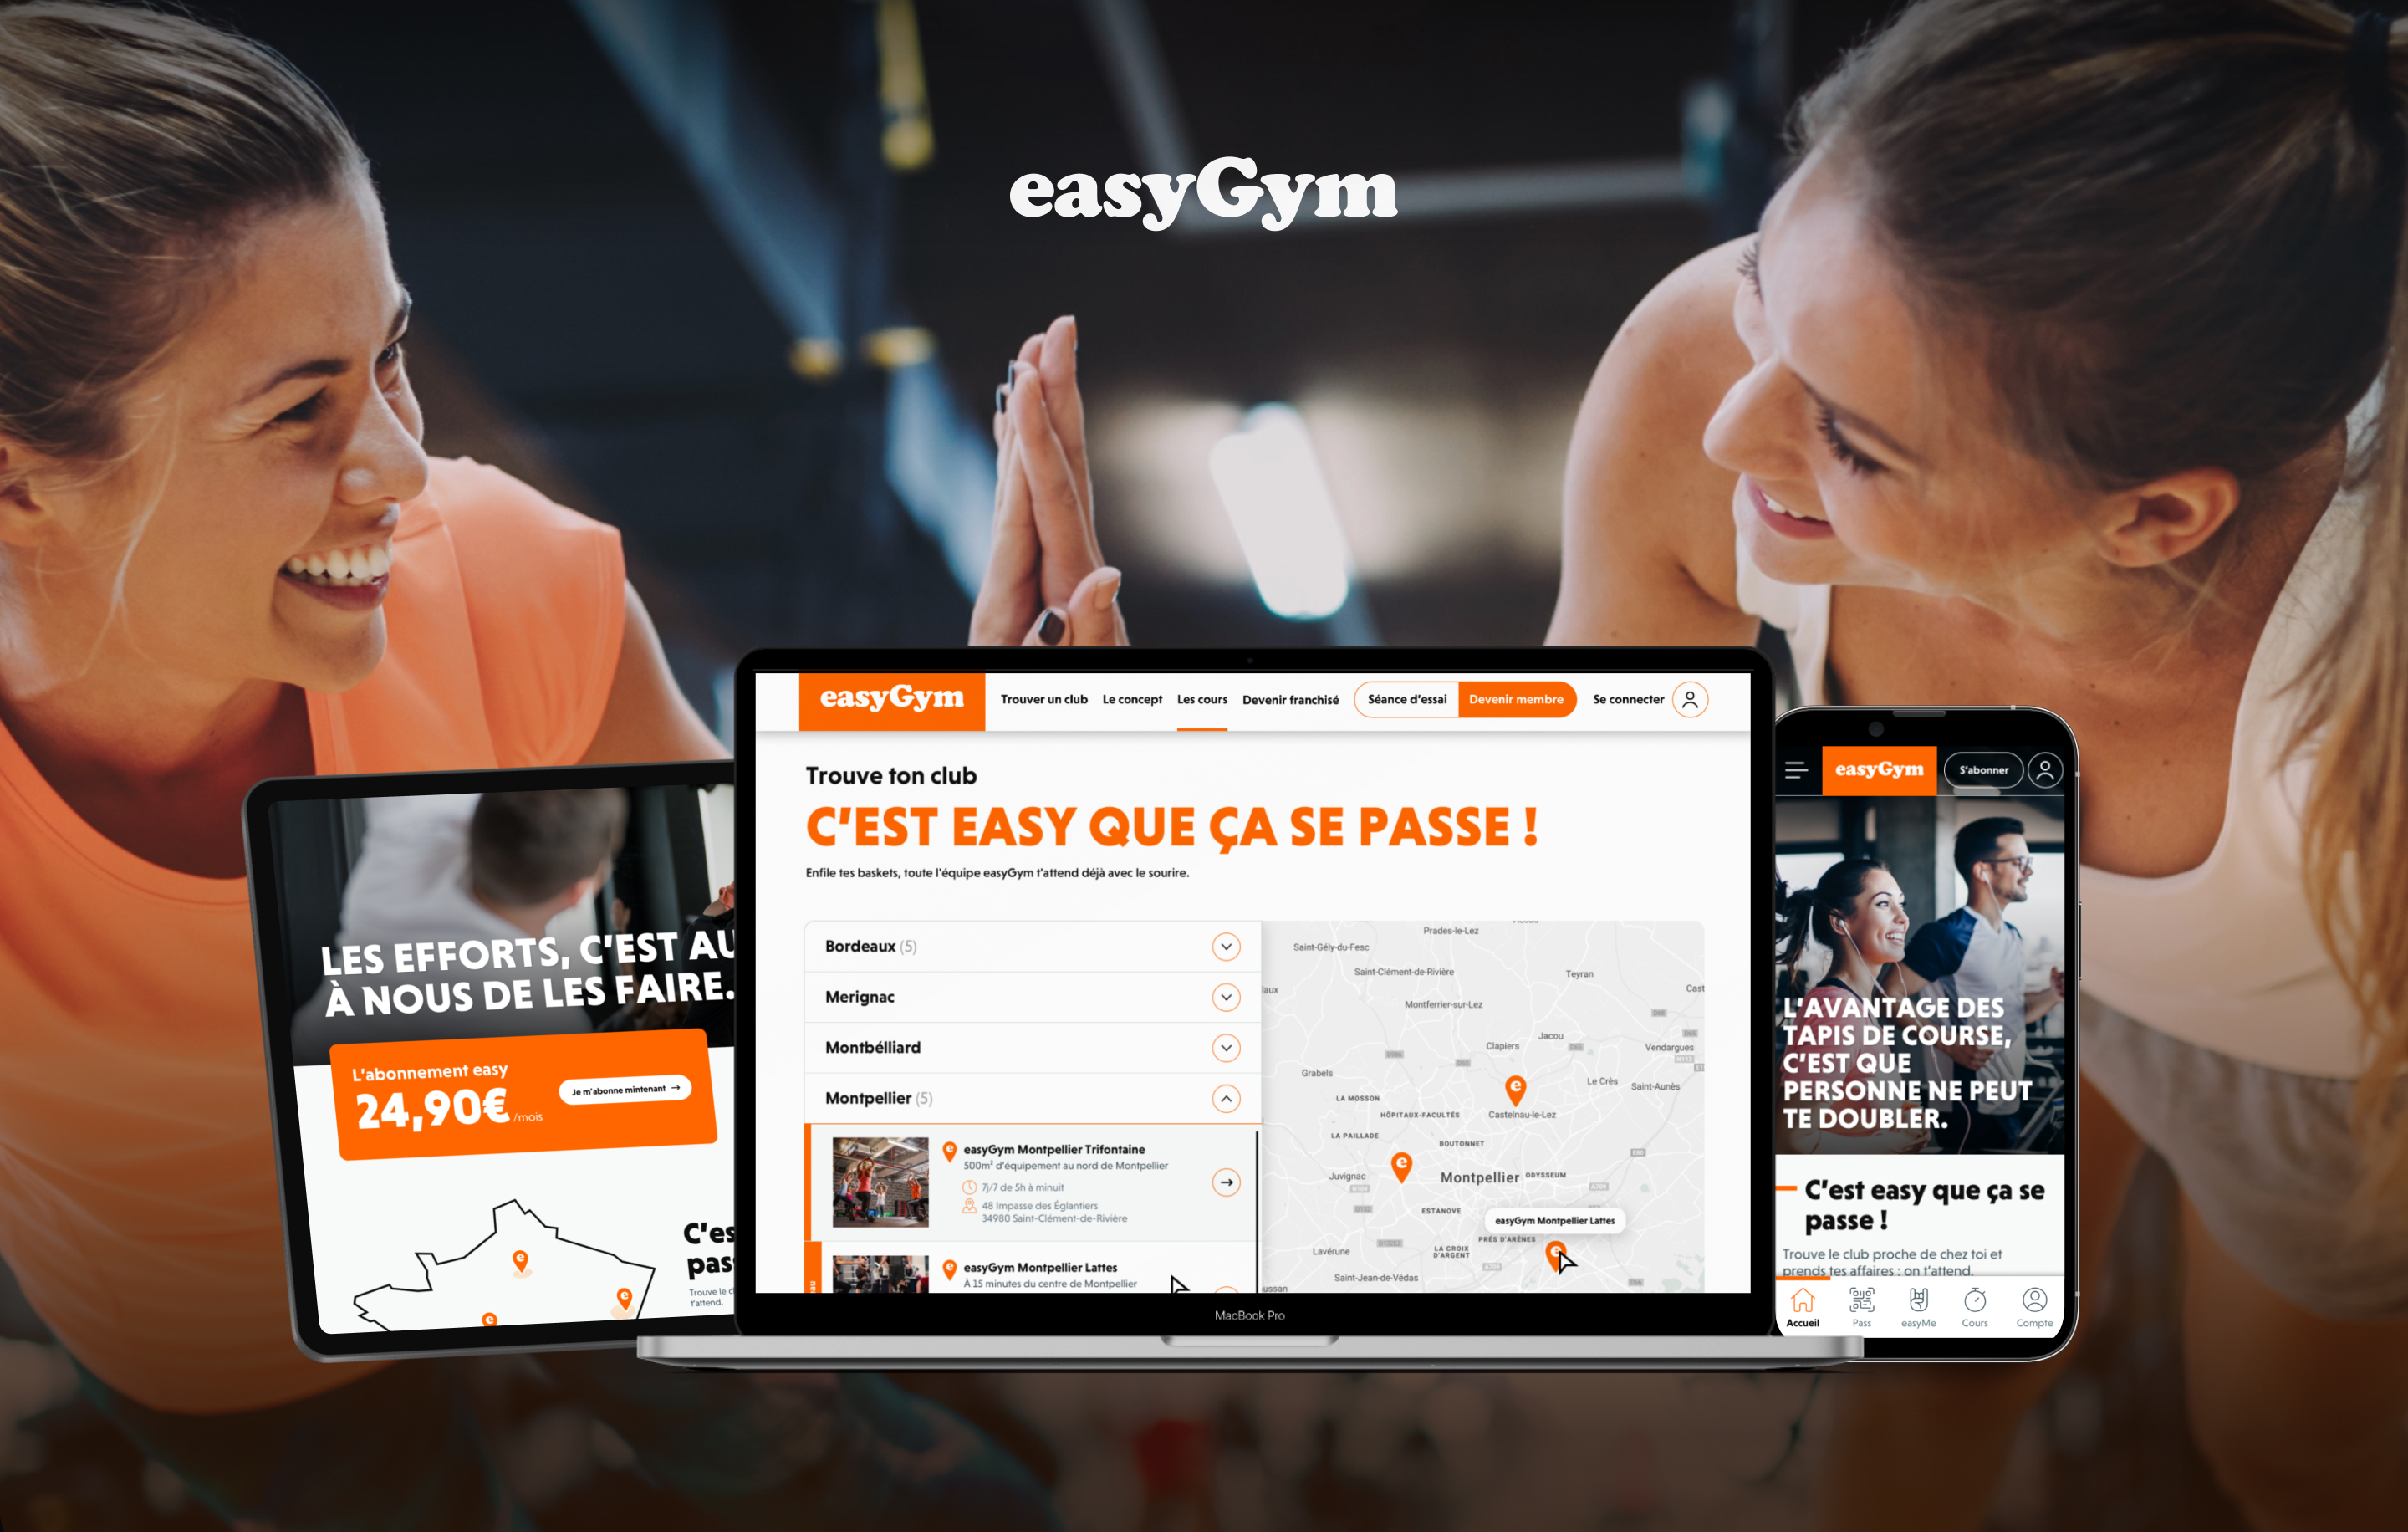 easyGym
easyGym
Trouver un club
Le concept
Les cours
Devenir franchisé
Séance d'essai
Devenir membre
Se connecter
Trouve ton club
C'EST EASY QUE ÇA SE PASSE !
Enfile tes baskets, toute l'équipe easyGym t'attend déjà avec le sourire.
Bordeaux (5)
Merignac
Montbélliard
Montpellier (5)
easyGym Montpellier Trifontaine
500m² d'équipement au nord de Montpellier
7j/7 de 5h à minuit
48 Impasse des Églantiers
34980 Saint-Clément-de-Rivière
easyGym Montpellier Lattes
À 15 minutes du centre de Montpellier
Prades-le-Lez
Saint-Gély-du-Fesc
Saint-Clément-de-Rivière
Teyran
laux
Cast
Montferrier-sur-Lez
Jacou
Clapiers
Vendargues
Grabels
Le Crès
Saint-Aunès
LA MOSSON
HÔPITAUX-FACULTÉS
Castelnau-le-Lez
LA PAILLADE
BOUTONNET
Juvignac
Montpellier
ODYSSEUM
ESTANOVE
easyGym Montpellier Lattes
PRÉS D'ARÈNES
Lavérune
LA CROIX
D'ARGENT
Saint-Jean-de-Védas
ussan
MacBook Pro
LES EFFORTS, C'EST AU
À NOUS DE LES FAIRE.
L'abonnement easy
24,90€ /mois
Je m'abonne mintenant →
C'es
pas
Trouve le c
t'attend.
easyGym
S'abonner
L'AVANTAGE DES
TAPIS DE COURSE,
C'EST QUE
PERSONNE NE PEUT
TE DOUBLER.
C'est easy que ça se
passe !
Trouve le club proche de chez toi et
prends tes affaires : on t'attend.
Accueil
Pass
easyMe
Cours
Compte